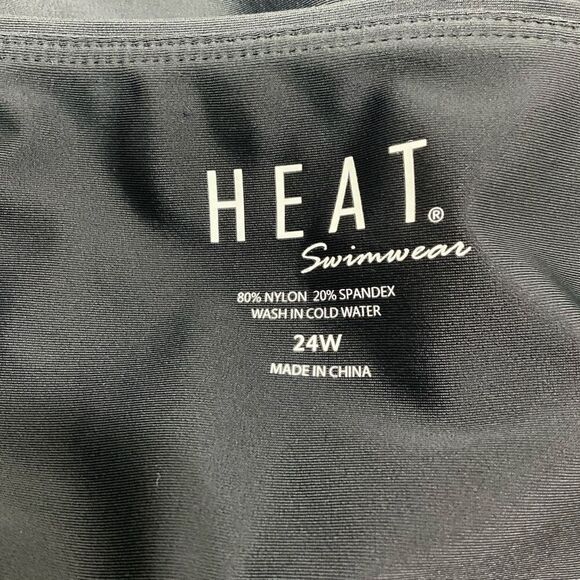 HEAT®
Swimwear
80% NYLON 20% SPANDEX
WASH IN COLD WATER
24W
MADE IN CHINA